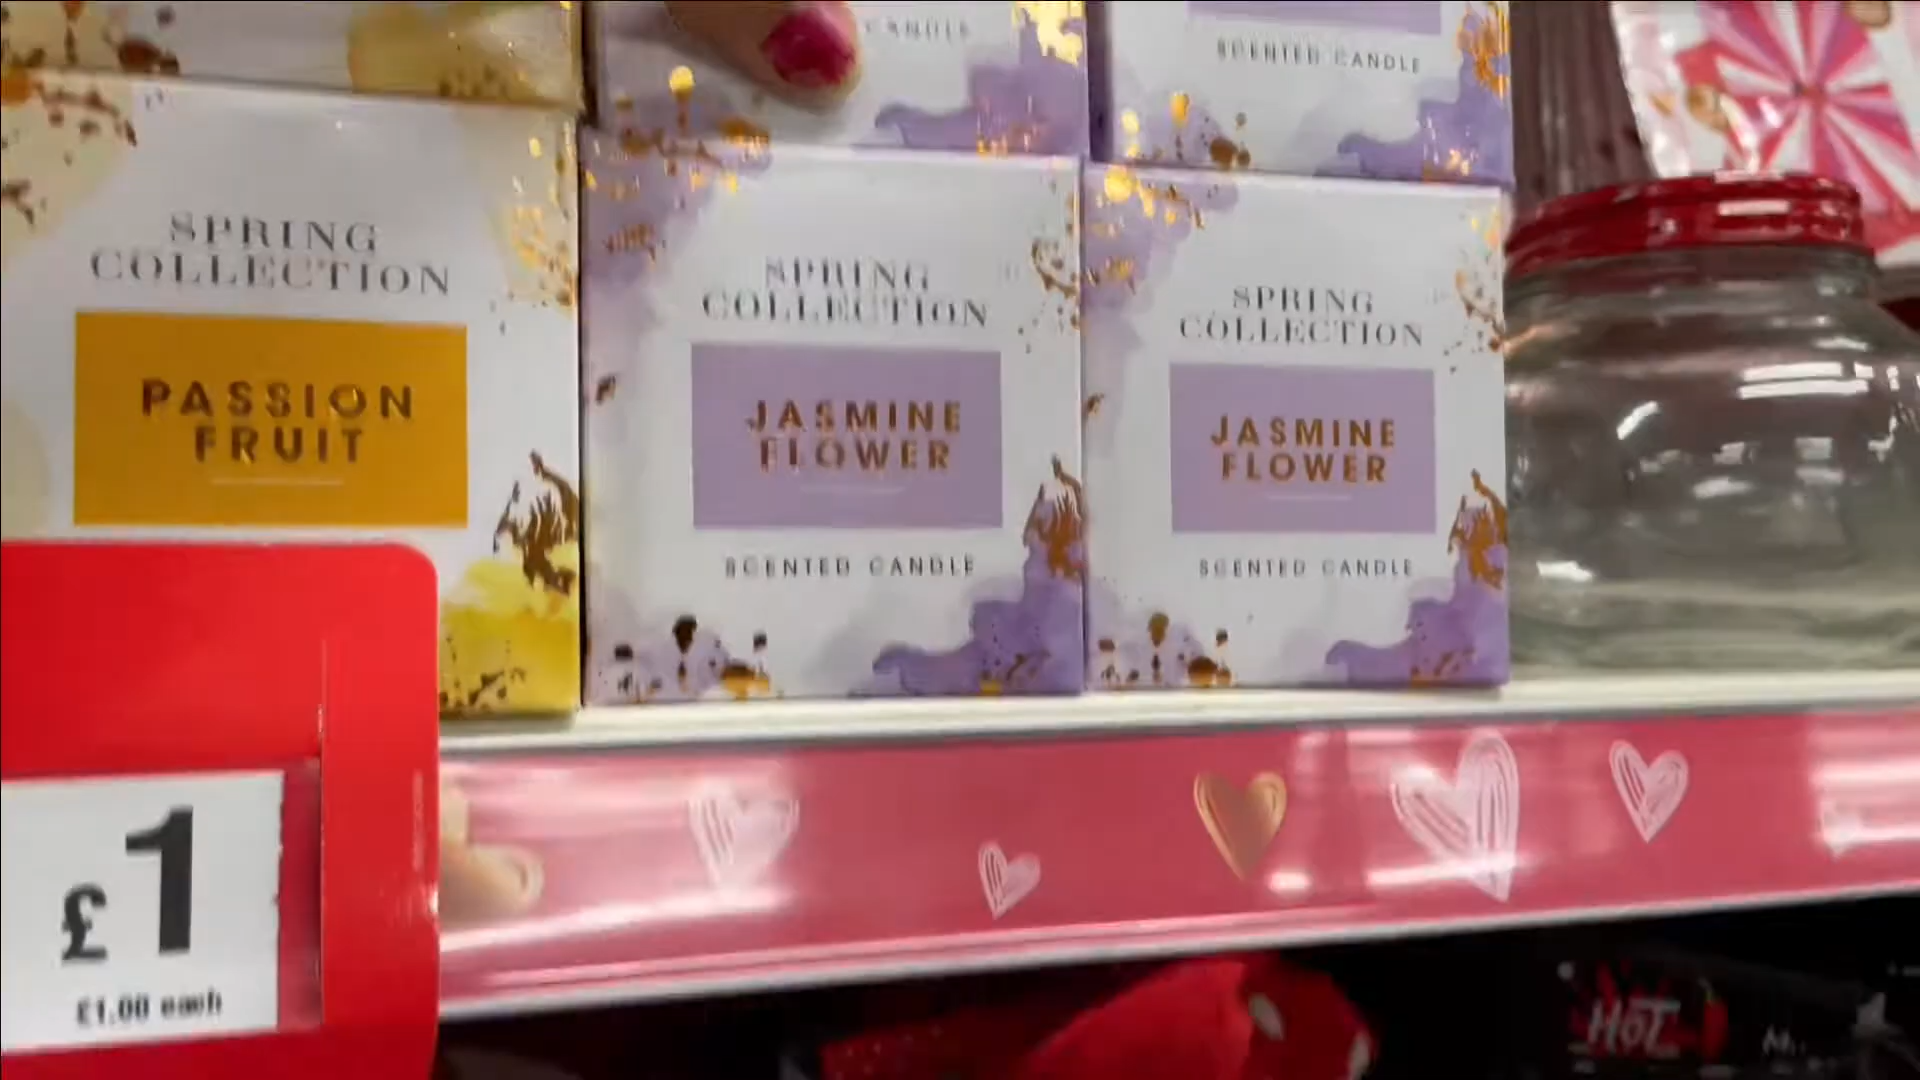 CANDLE
SCENTED CANDLE
SPRING
COLLECTION
PASSION
FRUIT
SPRING
COLLECTION
JASMINE
FLOWER
SCENTED CANDLE
SPRING
COLLECTION
JASMINE
FLOWER
SCENTED CANDLE
£1
£1.00 each
HOT